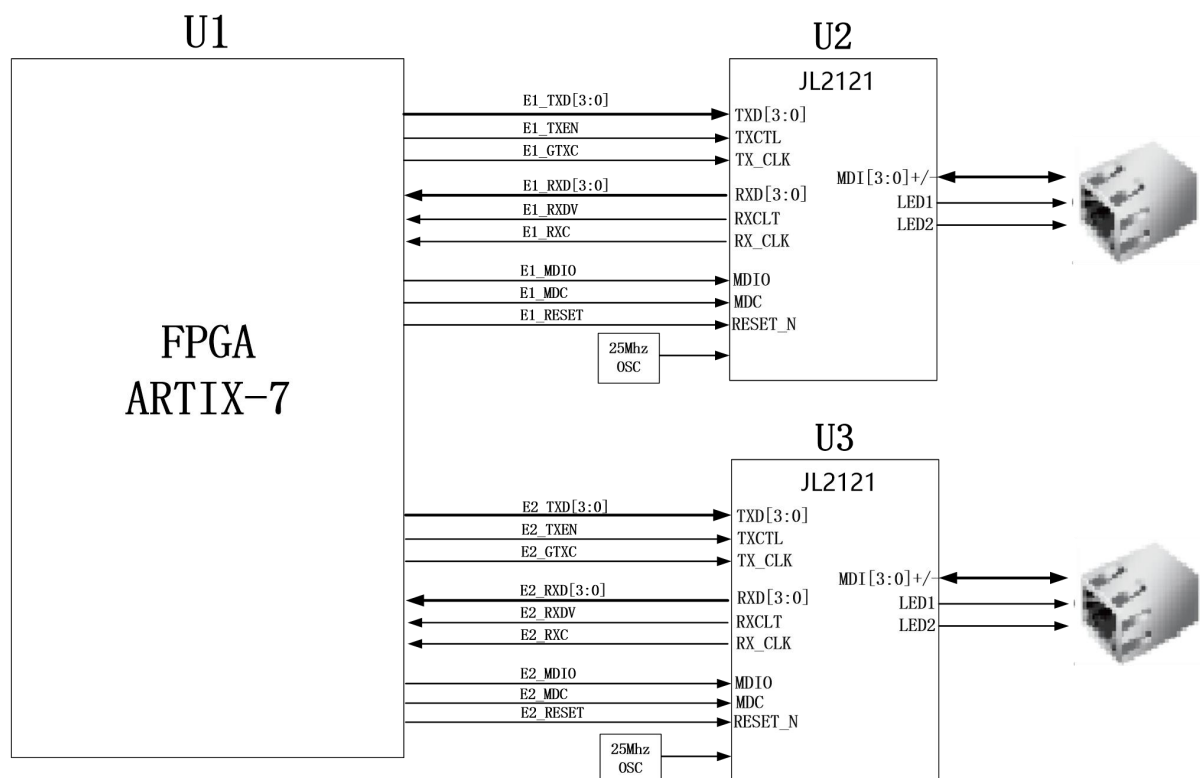 U1
FPGA
ARTIX-7
E1_TXD[3:0]
E1_TXEN
E1_GTXC
E1_RXD[3:0]
E1_RXDV
E1_RXC
E1_MDIO
E1_MDC
E1_RESET
25Mhz
OSC
U2
JL2121
TXD[3:0]
TXCTL
TX_CLK
RXD[3:0]
RXCLT
RX_CLK
MDIO
MDC
RESET_N
MDI[3:0]+/-
LED1
LED2
E2_TXD[3:0]
E2_TXEN
E2_GTXC
E2_RXD[3:0]
E2_RXDV
E2_RXC
E2_MDIO
E2_MDC
E2_RESET
25Mhz
OSC
U3
JL2121
TXD[3:0]
TXCTL
TX_CLK
RXD[3:0]
RXCLT
RX_CLK
MDIO
MDC
RESET_N
MDI[3:0]+/-
LED1
LED2